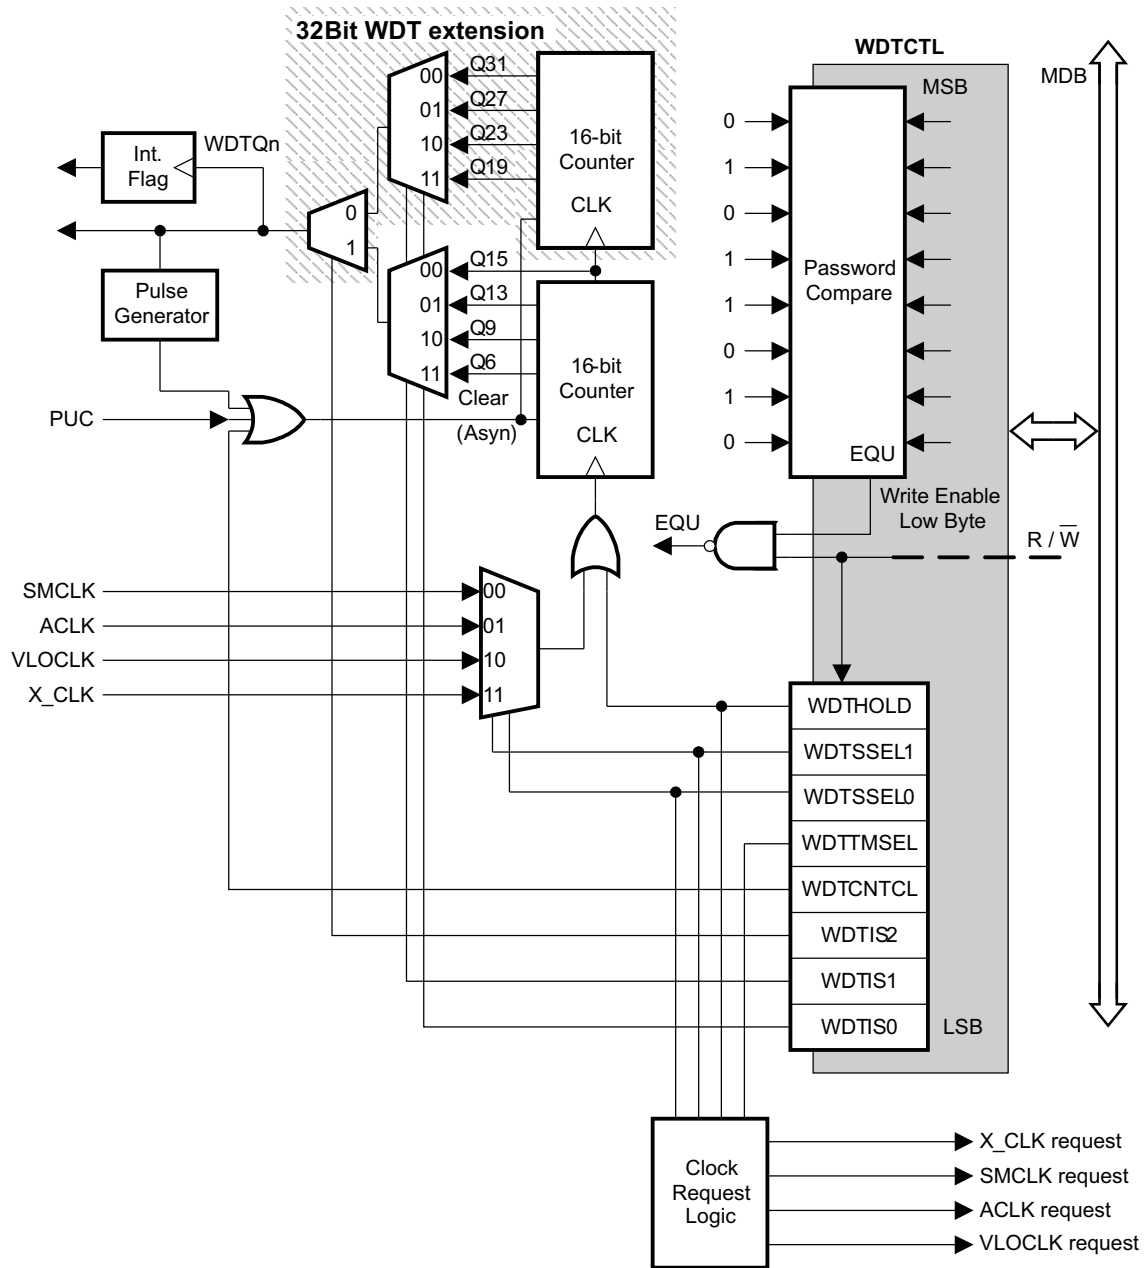 32Bit WDT extension
WDTCTL
MDB
MSB
00
01
10
11
Q31
Q27
Q23
Q19
16-bit
Counter
CLK
WDTQn
Int.
Flag
0
1
00
01
10
11
Q15
Q13
Q9
Q6
16-bit
Counter
CLK
Clear
(Asyn)
Pulse
Generator
PUC
0
1
0
1
1
0
1
0
Password
Compare
EQU
Write Enable
Low Byte
R / W
EQU
SMCLK
ACLK
VLOCLK
X_CLK
00
01
10
11
WDTHOLD
WDTSSEL1
WDTSSEL0
WDTTMSEL
WDTCNTCL
WDTIS2
WDTIS1
WDTIS0
LSB
Clock
Request
Logic
X_CLK request
SMCLK request
ACLK request
VLOCLK request